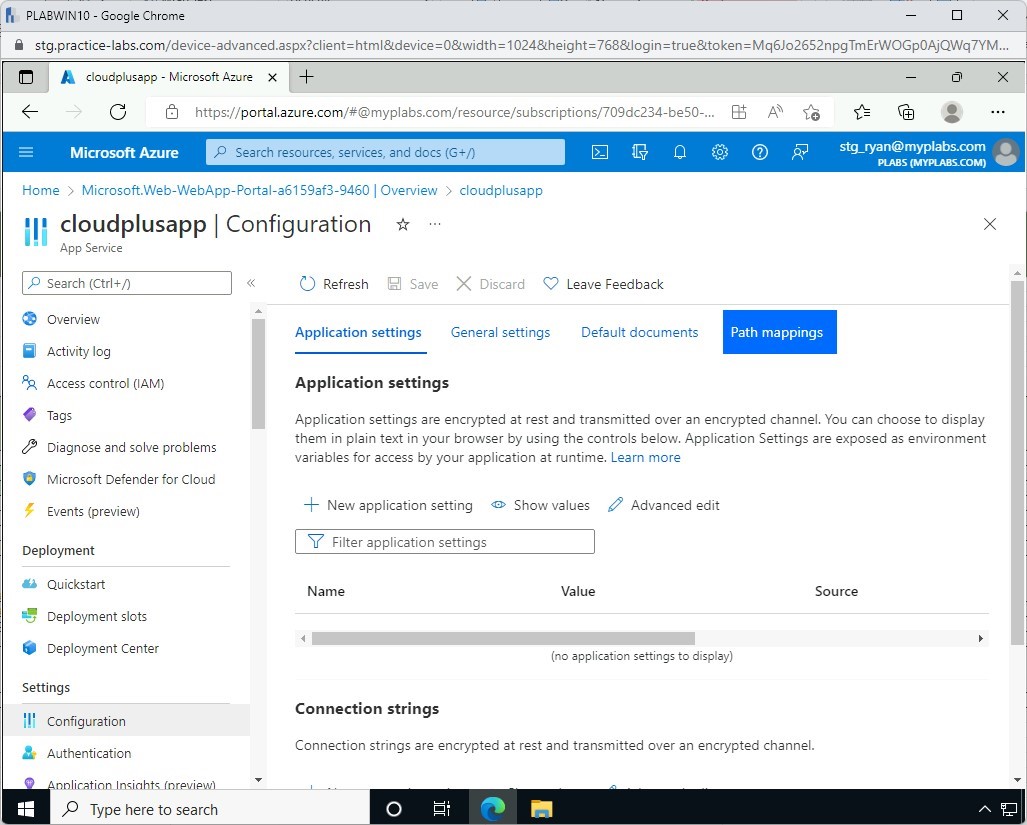 PLABWIN10 - Google Chrome
stg.practice-labs.com/device-advanced.aspx?client=html&device=0&width=1024&height=768&login=true&token=Mq6Jo2652npgTmErWOGp0AjQWq7YM...
cloudplusapp - Microsoft Azure
https://portal.azure.com/#@myplabs.com/resource/subscriptions/709dc234-be50-...
Microsoft Azure
Search resources, services, and docs (G+/)
stg_ryan@myplabs.com
PLABS (MYPLABS.COM)
Home > Microsoft.Web-WebApp-Portal-a6159af3-9460 | Overview > cloudplusapp
cloudplusapp | Configuration
App Service
Search (Ctrl+/)
Overview
Activity log
Access control (IAM)
Tags
Diagnose and solve problems
Microsoft Defender for Cloud
Events (preview)
Deployment
Quickstart
Deployment slots
Deployment Center
Settings
Configuration
Authentication
Application Insights (preview)
Refresh Save Discard Leave Feedback
Application settings General settings Default documents Path mappings
Application settings
Application settings are encrypted at rest and transmitted over an encrypted channel. You can choose to display
them in plain text in your browser by using the controls below. Application Settings are exposed as environment
variables for access by your application at runtime. Learn more
New application setting Show values Advanced edit
Filter application settings
Name Value Source
(no application settings to display)
Connection strings
Connection strings are encrypted at rest and transmitted over an encrypted channel.
Type here to search